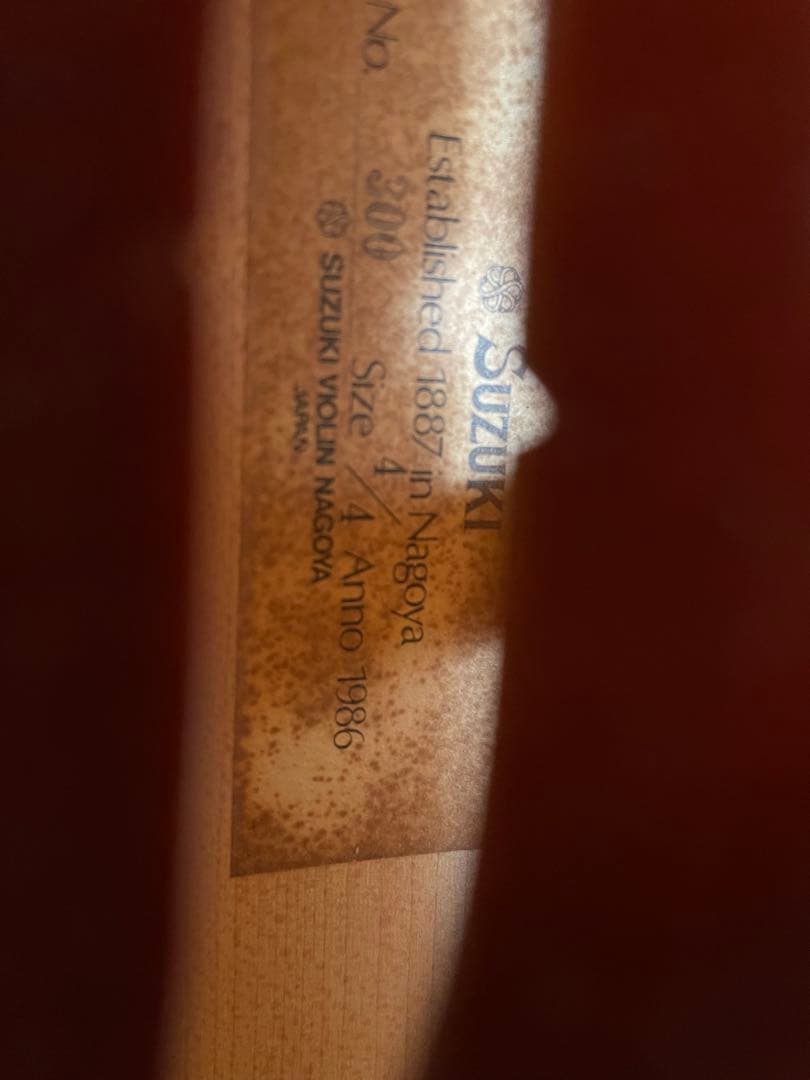 SUZUKI
Established 1887 in Nagoya
No. 300 Size 4/4 Anno 1986
SUZUKI VIOLIN NAGOYA
JAPAN